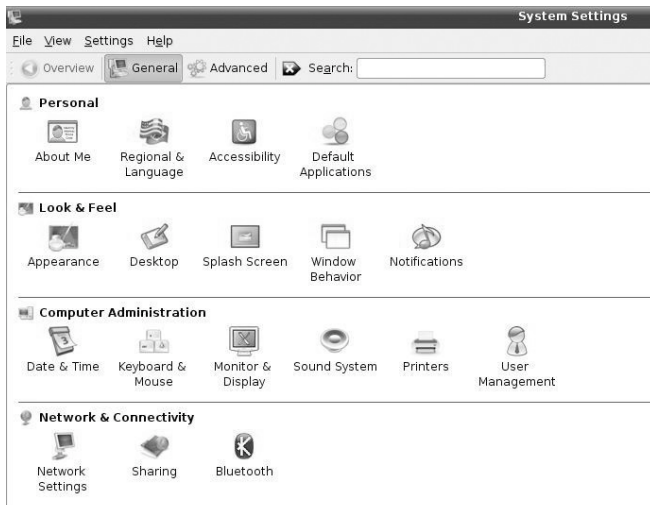 System Settings
File View Settings Help
Overview General Advanced Search:
Personal
About Me Regional & Language Accessibility Default Applications
Look & Feel
Appearance Desktop Splash Screen Window Behavior Notifications
Computer Administration
Date & Time Keyboard & Mouse Monitor & Display Sound System Printers User Management
Network & Connectivity
Network Settings Sharing Bluetooth